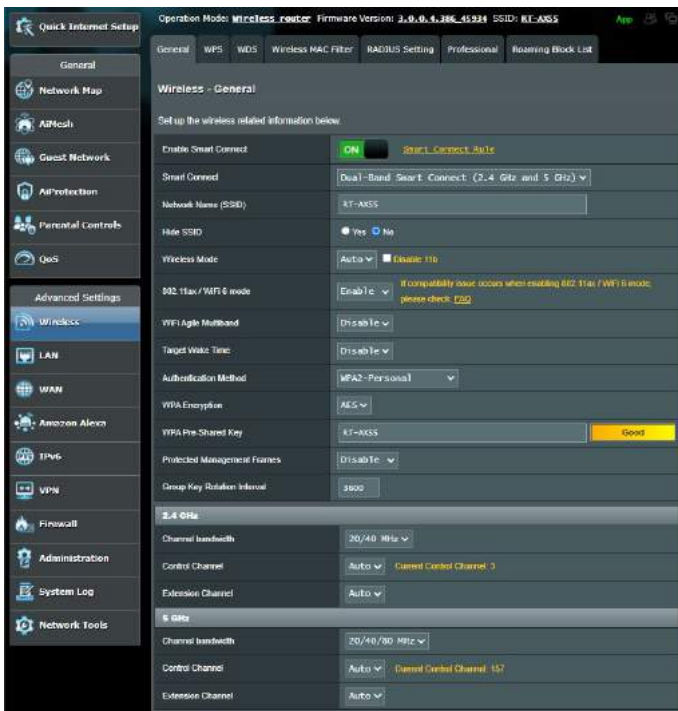 Quick Internet Setup
Operation Mode: Wireless router Firmware Version: 3.0.0.4.386_45934 SSID: RT-AX55
App
General WPS WDS Wireless MAC Filter RADIUS Setting Professional Roaming Block List
General
Network Map
AiMesh
Guest Network
AiProtection
Parental Controls
QoS
Advanced Settings
Wireless
LAN
WAN
Amazon Alexa
IPv6
VPN
Firewall
Administration
System Log
Network Tools
Wireless - General
Set up the wireless related information below.
Enable Smart Connect ON Smart Connect Rule
Smart Connect Dual-Band Smart Connect (2.4 GHz and 5 GHz)
Network Name (SSID) RT-AX55
Hide SSID Yes No
Wireless Mode Auto Disable 11b
802.11ax / WiFi 6 mode Enable If compatibility issue occurs when enabling 802.11ax / WiFi 6 mode,
please check: FAQ
WiFi Agile Multiband Disable
Target Wake Time Disable
Authentication Method WPA2-Personal
WPA Encryption AES
WPA Pre-Shared Key RT-AX55 Good
Protected Management Frames Disable
Group Key Rotation Interval 3600
2.4 GHz
Channel bandwidth 20/40 MHz
Control Channel Auto Current Control Channel: 3
Extension Channel Auto
5 GHz
Channel bandwidth 20/40/80 MHz
Control Channel Auto Current Control Channel: 157
Extension Channel Auto